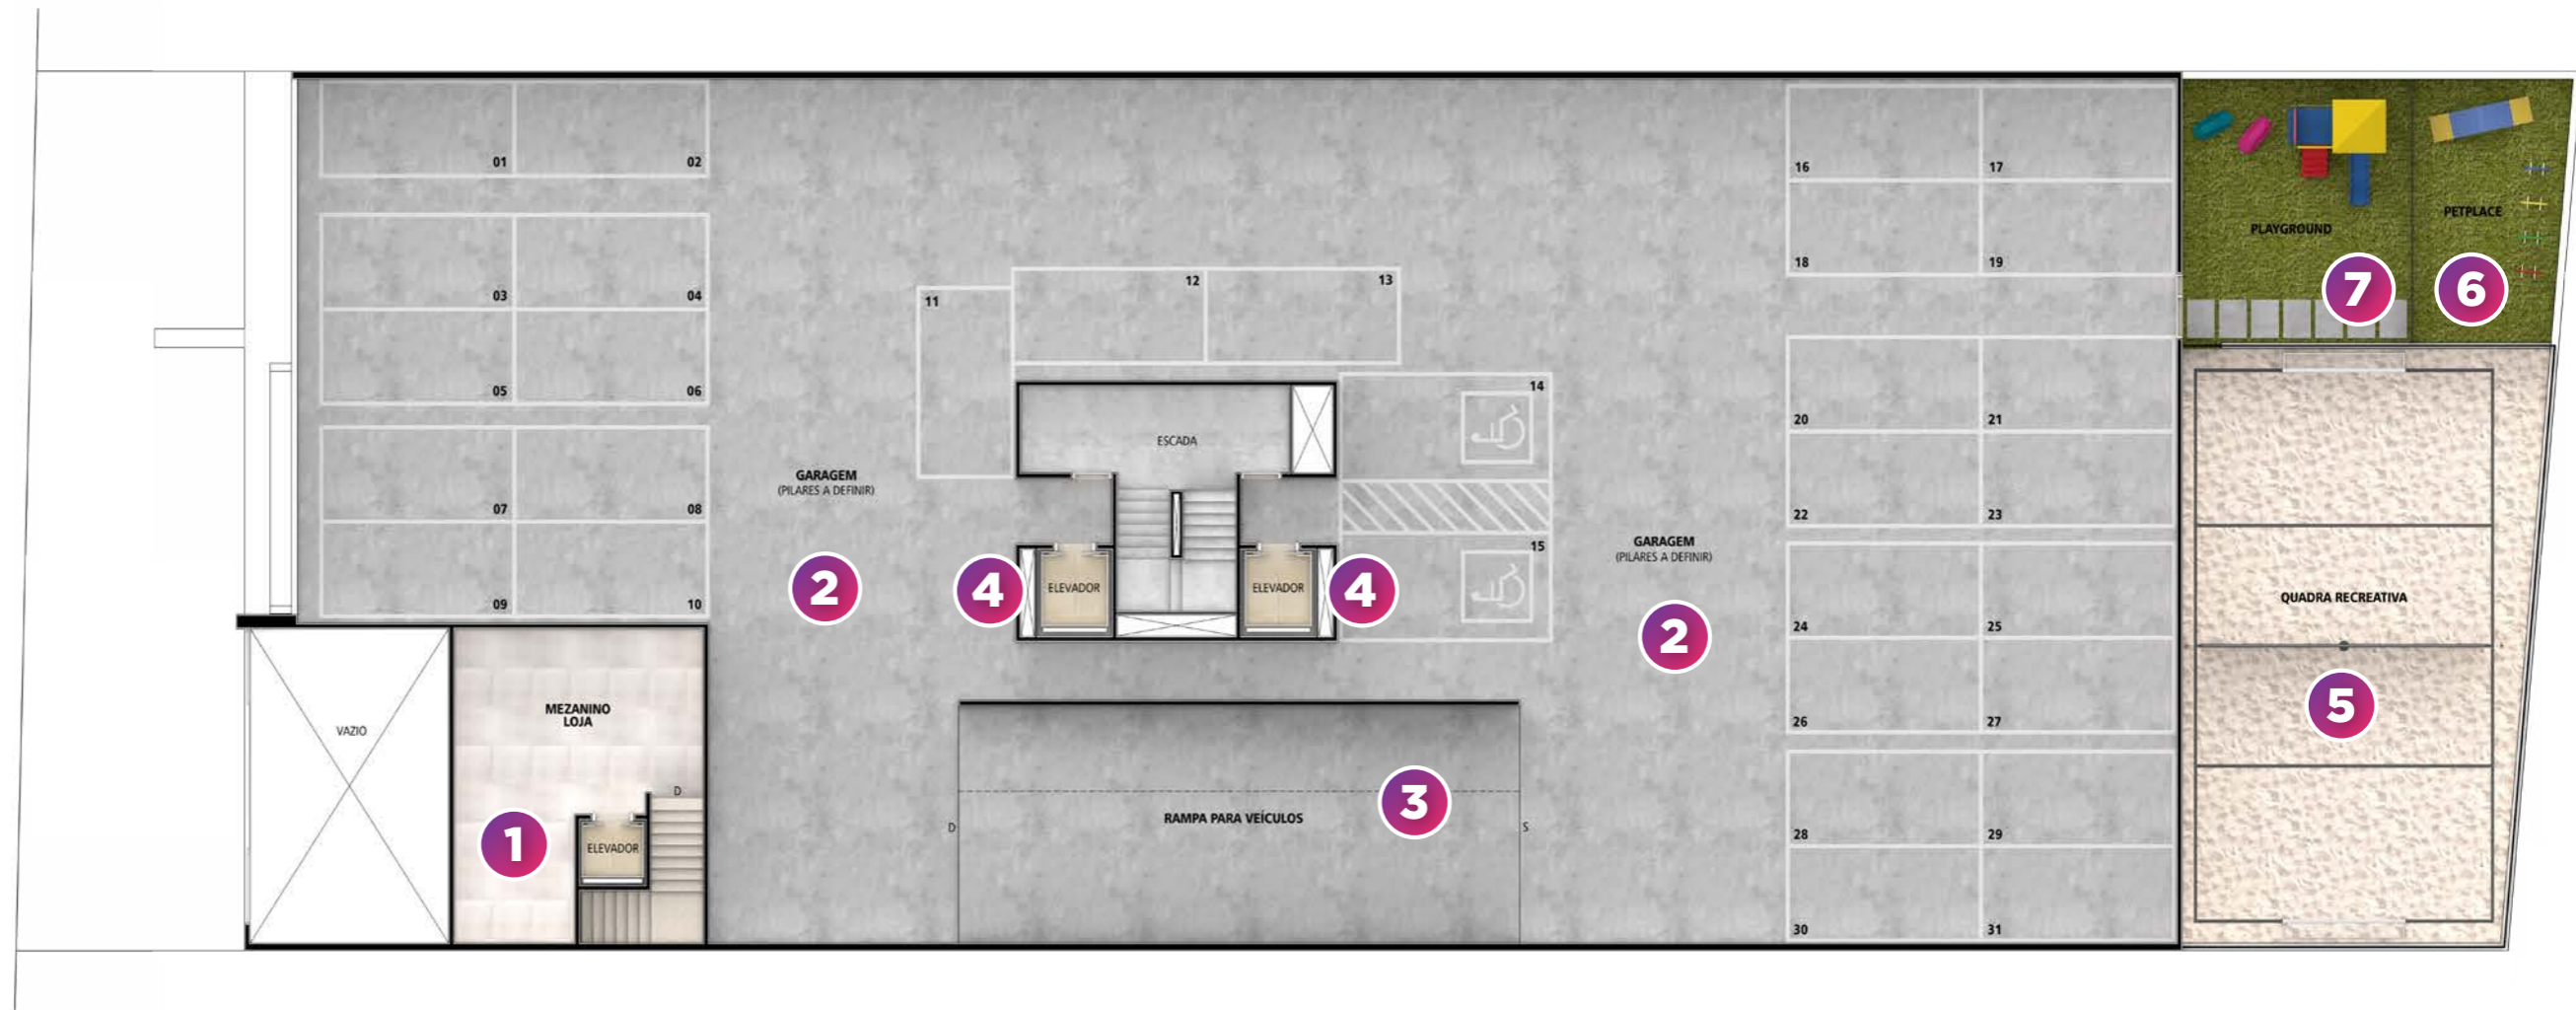 01
02
03
04
05
06
07
08
09
10
GARAGEM
(PILARES A DEFINIR)
2
VAZIO
MEZANINO
LOJA
D
ELEVADOR
1
11
12
13
14
ESCADA
15
4
ELEVADOR
ELEVADOR
4
D
RAMPA PARA VEÍCULOS
3
S
GARAGEM
(PILARES A DEFINIR)
2
16
17
18
19
20
21
22
23
24
25
26
27
28
29
30
31
PLAYGROUND
7
PETPLACE
6
QUADRA RECREATIVA
5